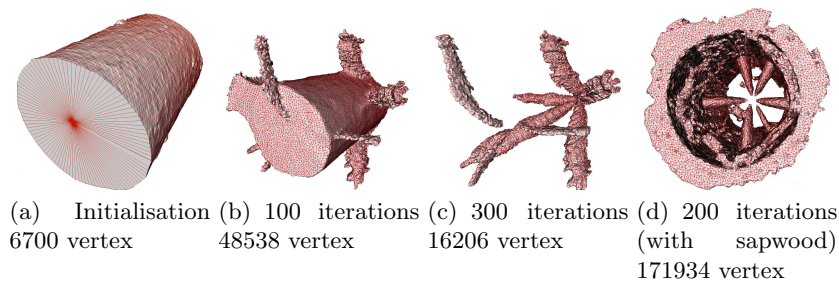 (a) Initialisation
6700 vertex
(b) 100 iterations
48538 vertex
(c) 300 iterations
16206 vertex
(d) 200 iterations
(with sapwood)
171934 vertex